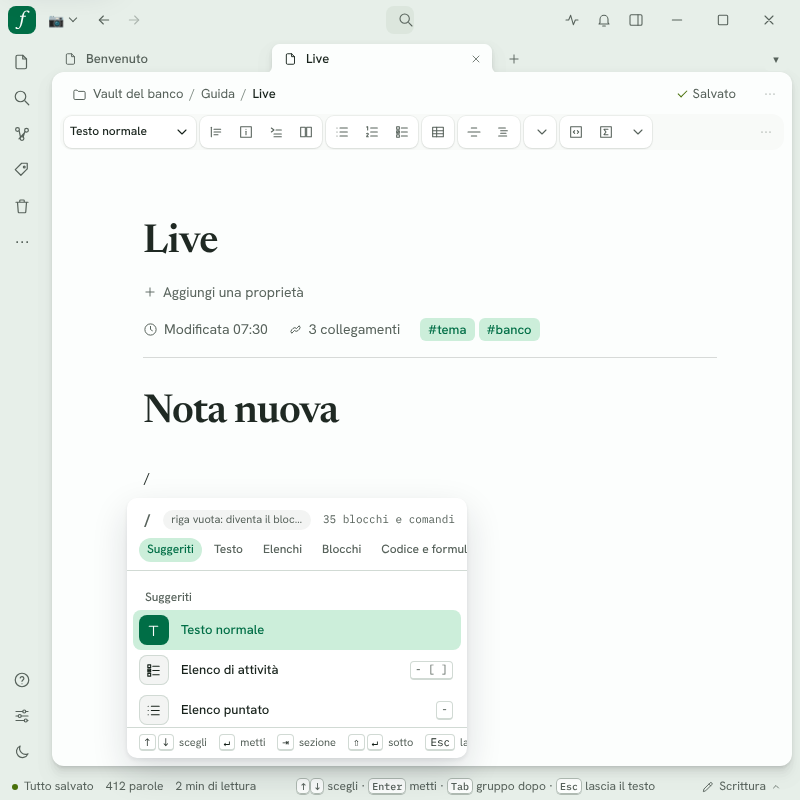 f
Benvenuto
Live
Vault del banco / Guida / Live
Salvato
Testo normale
Live
Aggiungi una proprietà
Modificata 07:30
3 collegamenti
#tema
#banco
Nota nuova
/
/ riga vuota: diventa il bloc... 35 blocchi e comandi
Suggeriti Testo Elenchi Blocchi Codice e formul
Suggeriti
T Testo normale
Elenco di attività - [ ]
Elenco puntato -
↑ ↓ scegli ↵ metti ⇥ sezione ⇧ ↵ sotto Esc la
Tutto salvato 412 parole 2 min di lettura ↑ ↓ scegli · Enter metti · Tab gruppo dopo · Esc lascia il testo Scrittura